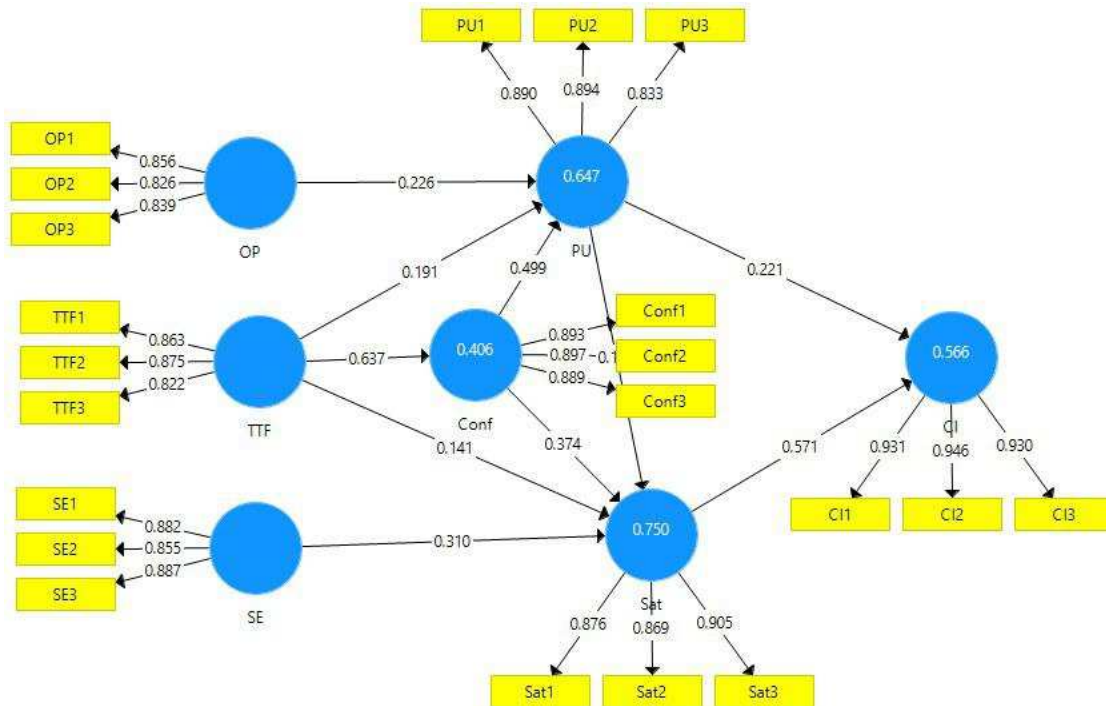 PU1 PU2 PU3
0.890 0.894 0.833
OP1
OP2
OP3
0.856
0.826
0.839
OP
0.226
0.647
PU
0.191
0.499
0.221
TTF1
TTF2
TTF3
0.863
0.875
0.822
TTF
0.637
0.406
Conf
0.893
0.897
0.889
Conf1
Conf2
Conf3
0.566
CI
0.141
0.374
0.571
0.931 0.946 0.930
CI1 CI2 CI3
SE1
SE2
SE3
0.882
0.855
0.887
SE
0.310
0.750
Sat
0.876 0.869 0.905
Sat1 Sat2 Sat3